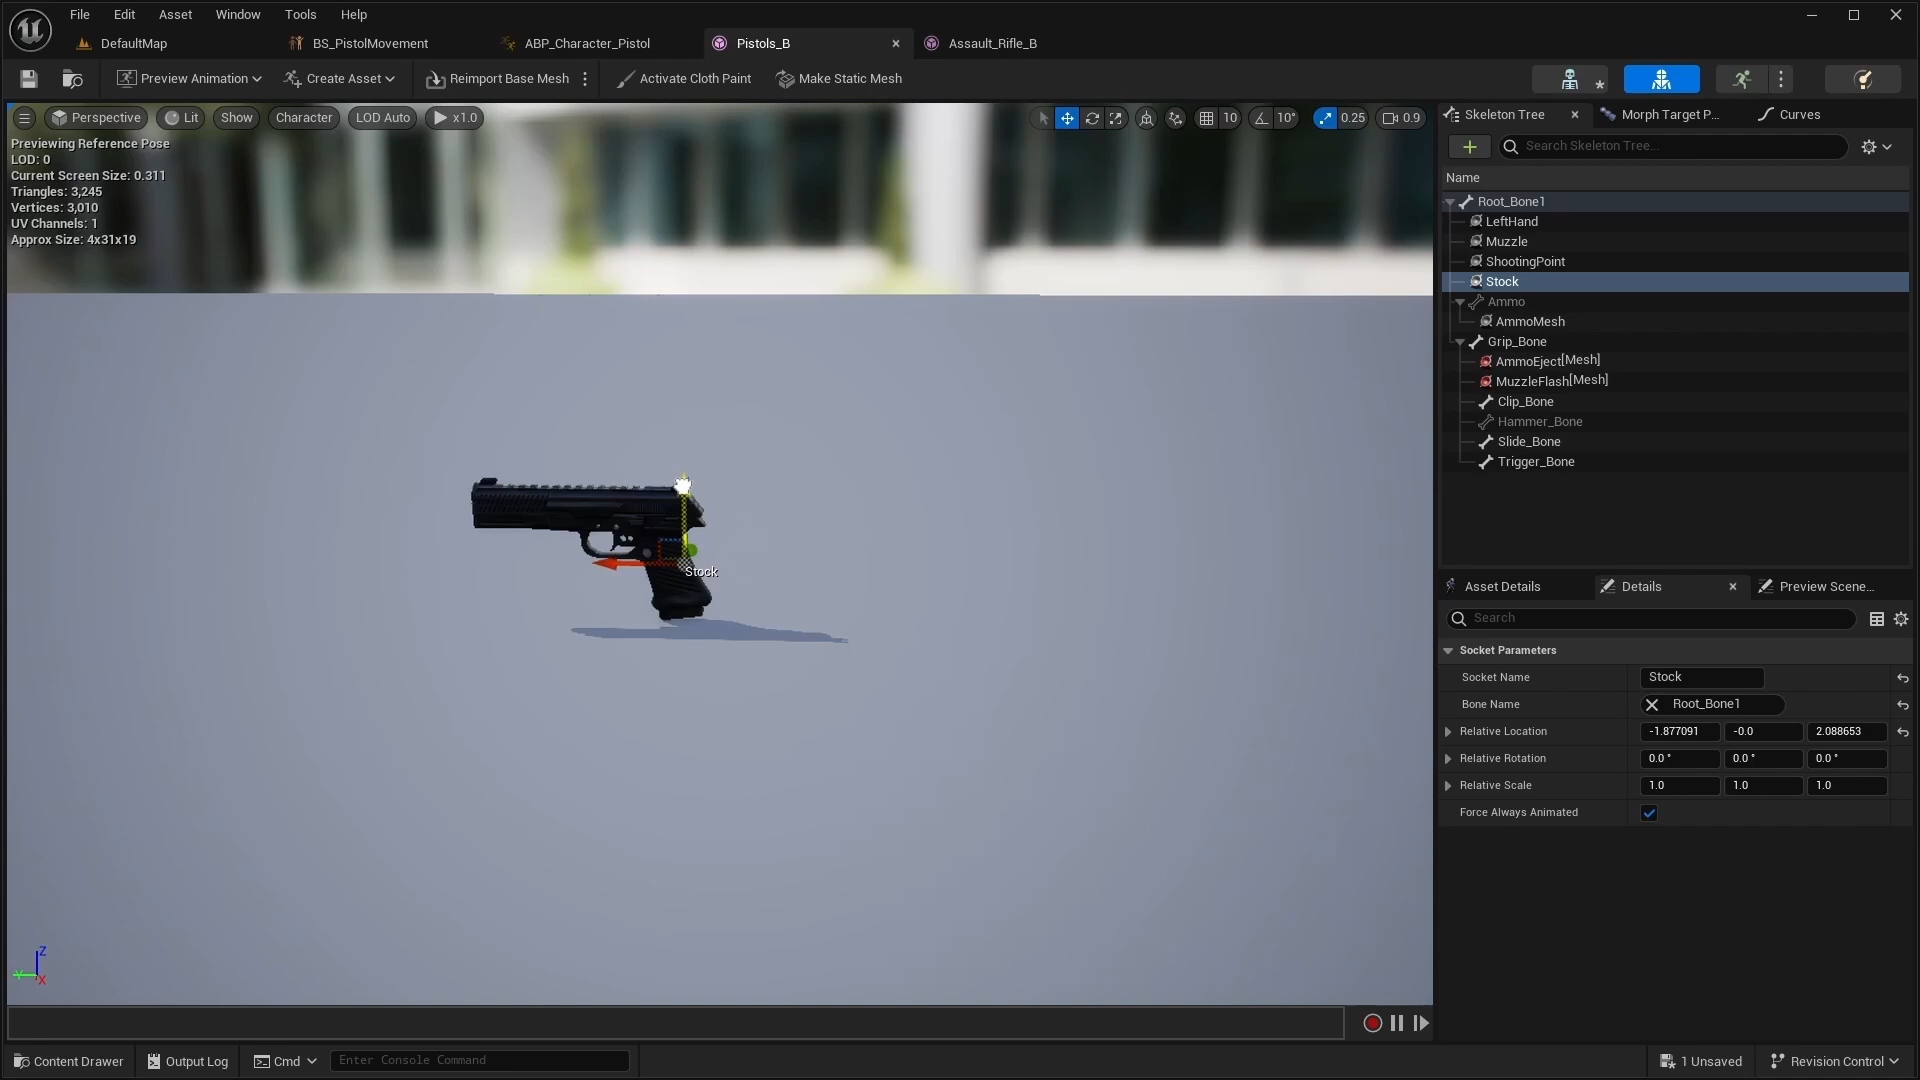 File Edit Asset Window Tools Help
DefaultMap BS_PistolMovement ABP_Character_Pistol Pistols_B Assault_Rifle_B
Preview Animation Create Asset Reimport Base Mesh Activate Cloth Paint Make Static Mesh
Perspective Lit Show Character LOD Auto x1.0 10 10° 0.25 0.9
Previewing Reference Pose
LOD: 0
Current Screen Size: 0.311
Triangles: 3,245
Vertices: 3,010
UV Channels: 1
Approx Size: 4x31x19
Stock
Z
Y
X
Skeleton Tree Morph Target P... Curves
Search Skeleton Tree...
Name
Root_Bone1
LeftHand
Muzzle
ShootingPoint
Stock
Ammo
AmmoMesh
Grip_Bone
AmmoEject[Mesh]
MuzzleFlash[Mesh]
Clip_Bone
Hammer_Bone
Slide_Bone
Trigger_Bone
Asset Details Details Preview Scene...
Search
Socket Parameters
Socket Name Stock
Bone Name Root_Bone1
Relative Location -1.877091 -0.0 2.088653
Relative Rotation 0.0 ° 0.0 ° 0.0 °
Relative Scale 1.0 1.0 1.0
Force Always Animated
Content Drawer Output Log Cmd Enter Console Command 1 Unsaved Revision Control